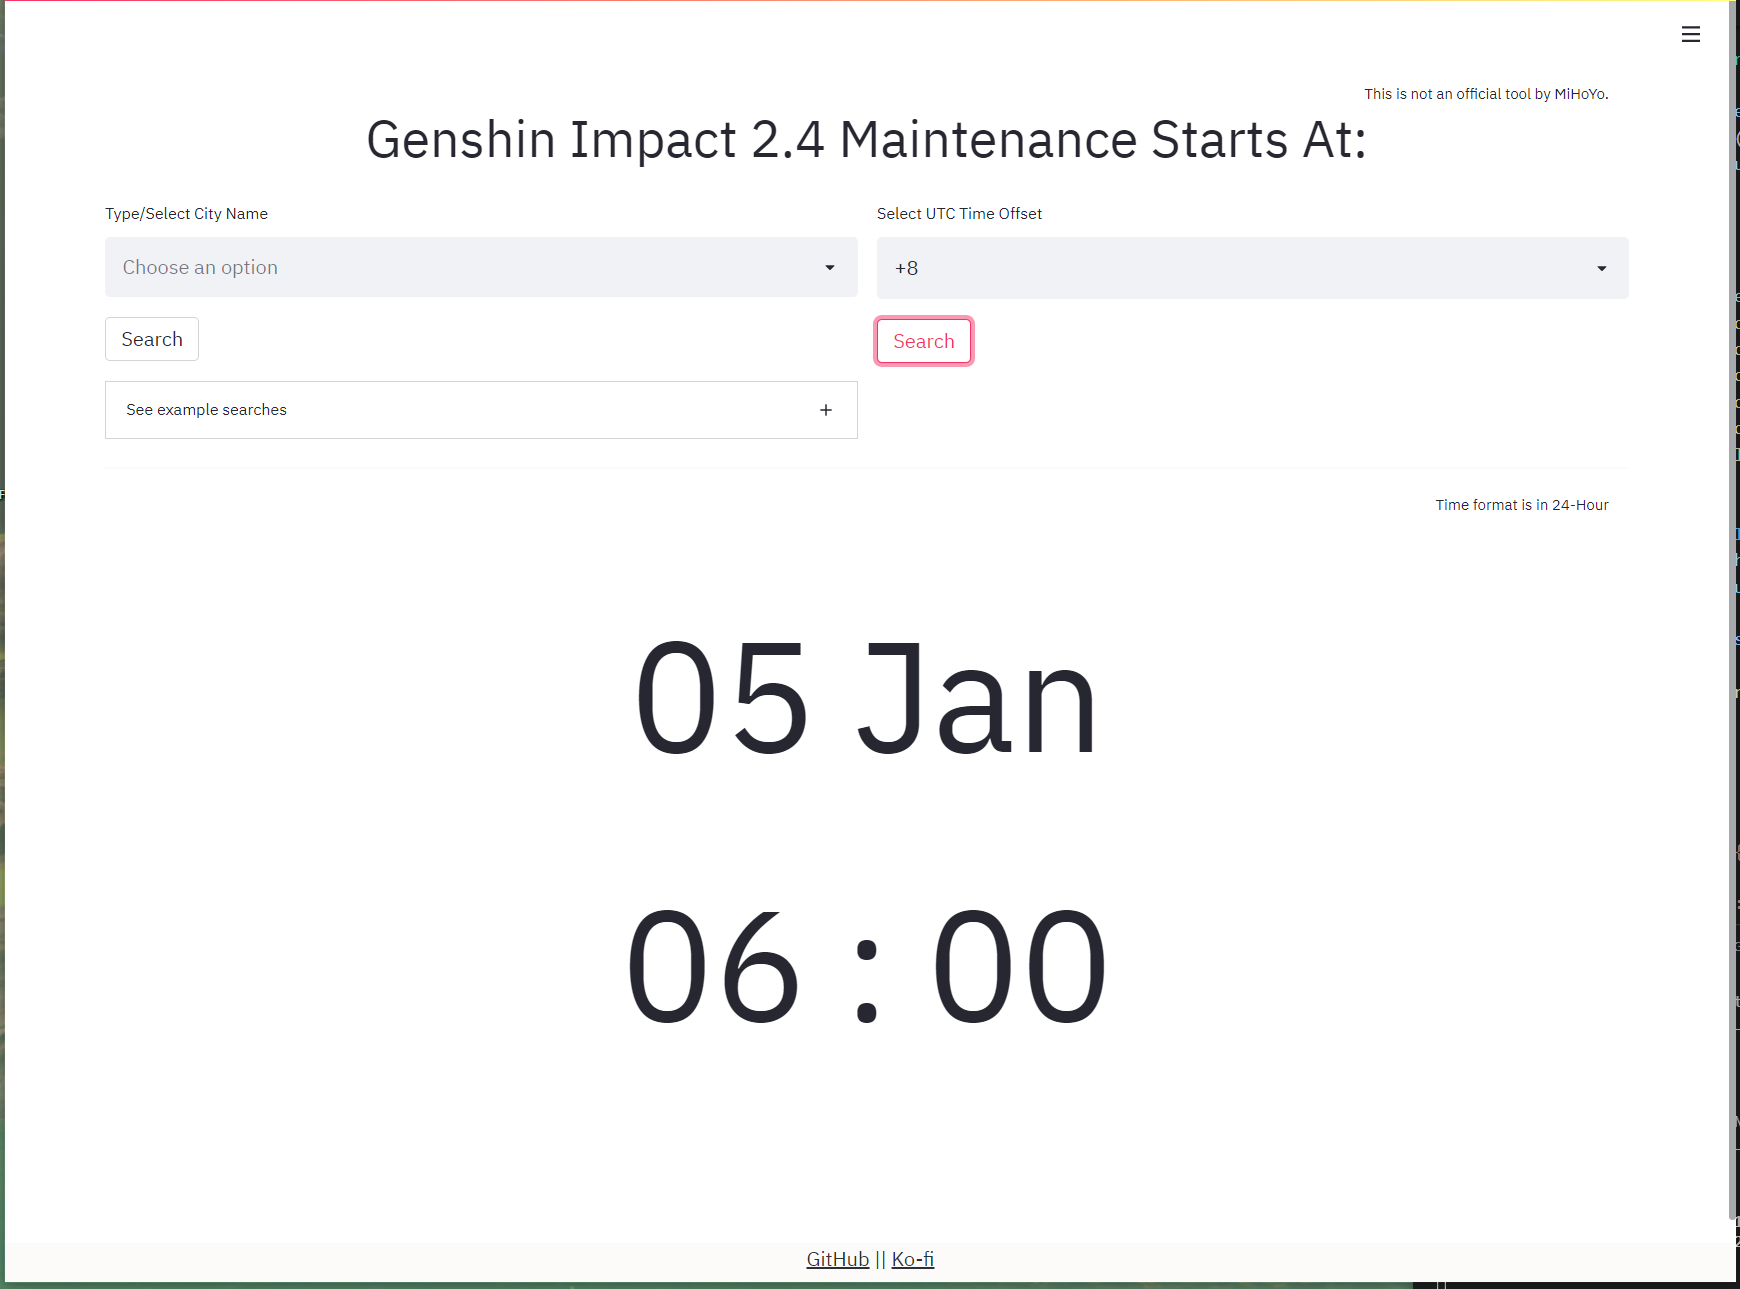 This is not an official tool by MiHoYo.
Genshin Impact 2.4 Maintenance Starts At:
Type/Select City Name
Select UTC Time Offset
Choose an option
+8
Search
Search
See example searches
Time format is in 24-Hour
05 Jan
06 : 00
GitHub || Ko-fi